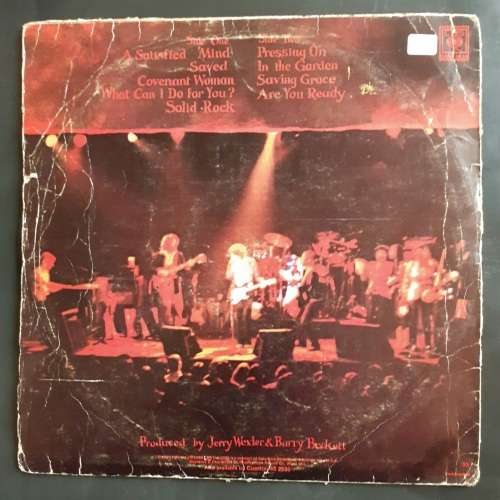 Side One
A Satisfied Mind
Saved
Covenant Woman
What Can I Do for You?
Solid Rock
Side Two
Pressing On
In the Garden
Saving Grace
Are You Ready
Produced by Jerry Wexler & Barry Beckett